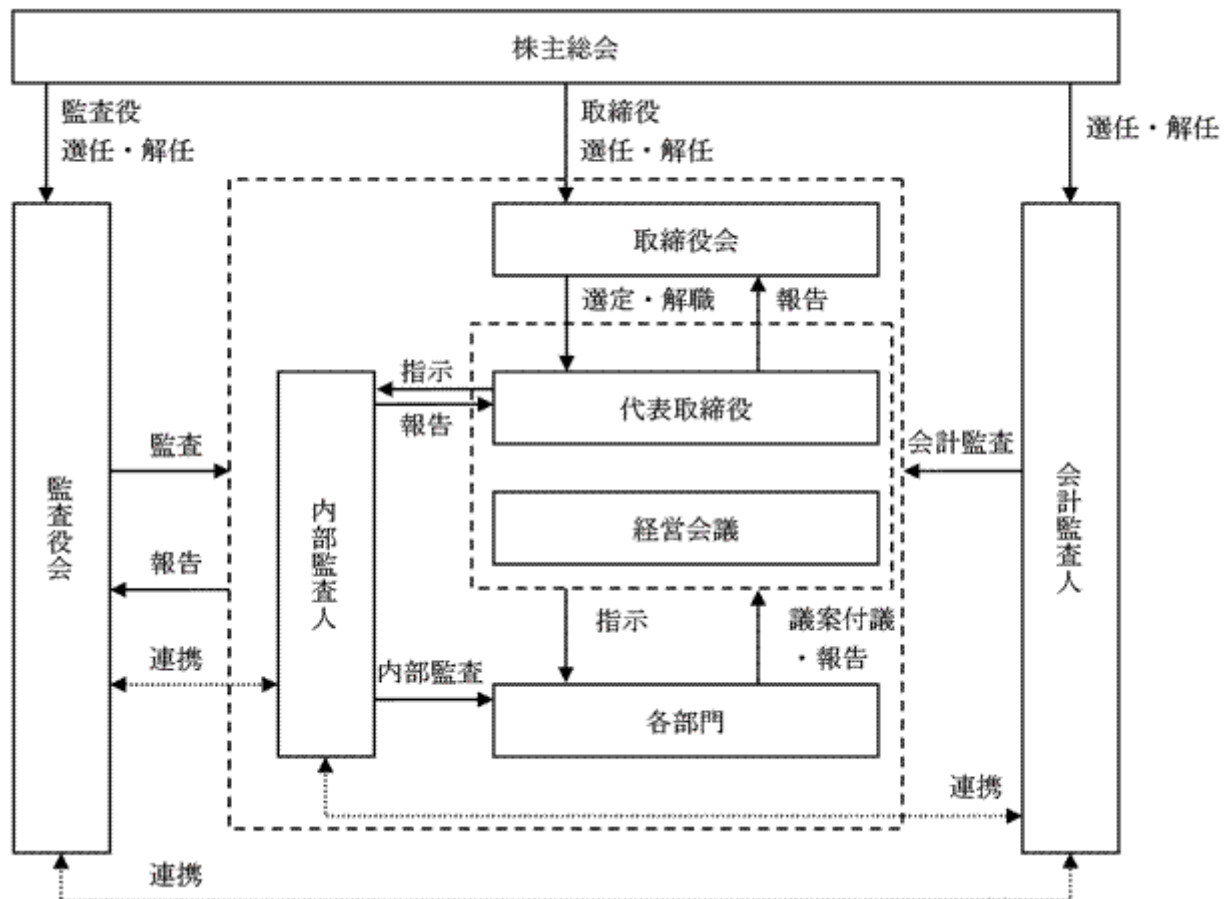 株主総会
監査役
選任・解任
取締役
選任・解任
選任・解任
取締役会
選定・解職
報告
指示
報告
代表取締役
監査
会計監査
監査役会
内部監査人
経営会議
会計監査人
報告
指示
議案付議
・報告
連携
内部監査
各部門
連携
連携